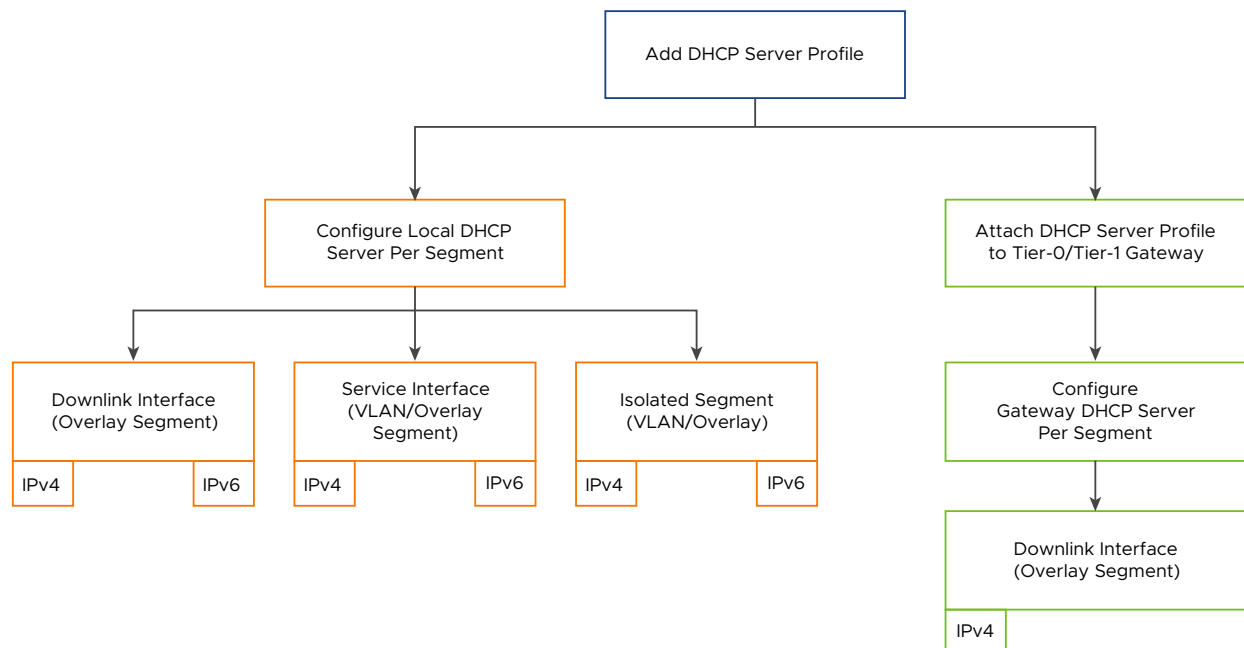 Add DHCP Server Profile
Configure Local DHCP
Server Per Segment
Attach DHCP Server Profile
to Tier-0/Tier-1 Gateway
Downlink Interface
(Overlay Segment)
IPv4
IPv6
Service Interface
(VLAN/Overlay
Segment)
IPv4
IPv6
Isolated Segment
(VLAN/Overlay)
IPv4
IPv6
Configure
Gateway DHCP Server
Per Segment
Downlink Interface
(Overlay Segment)
IPv4